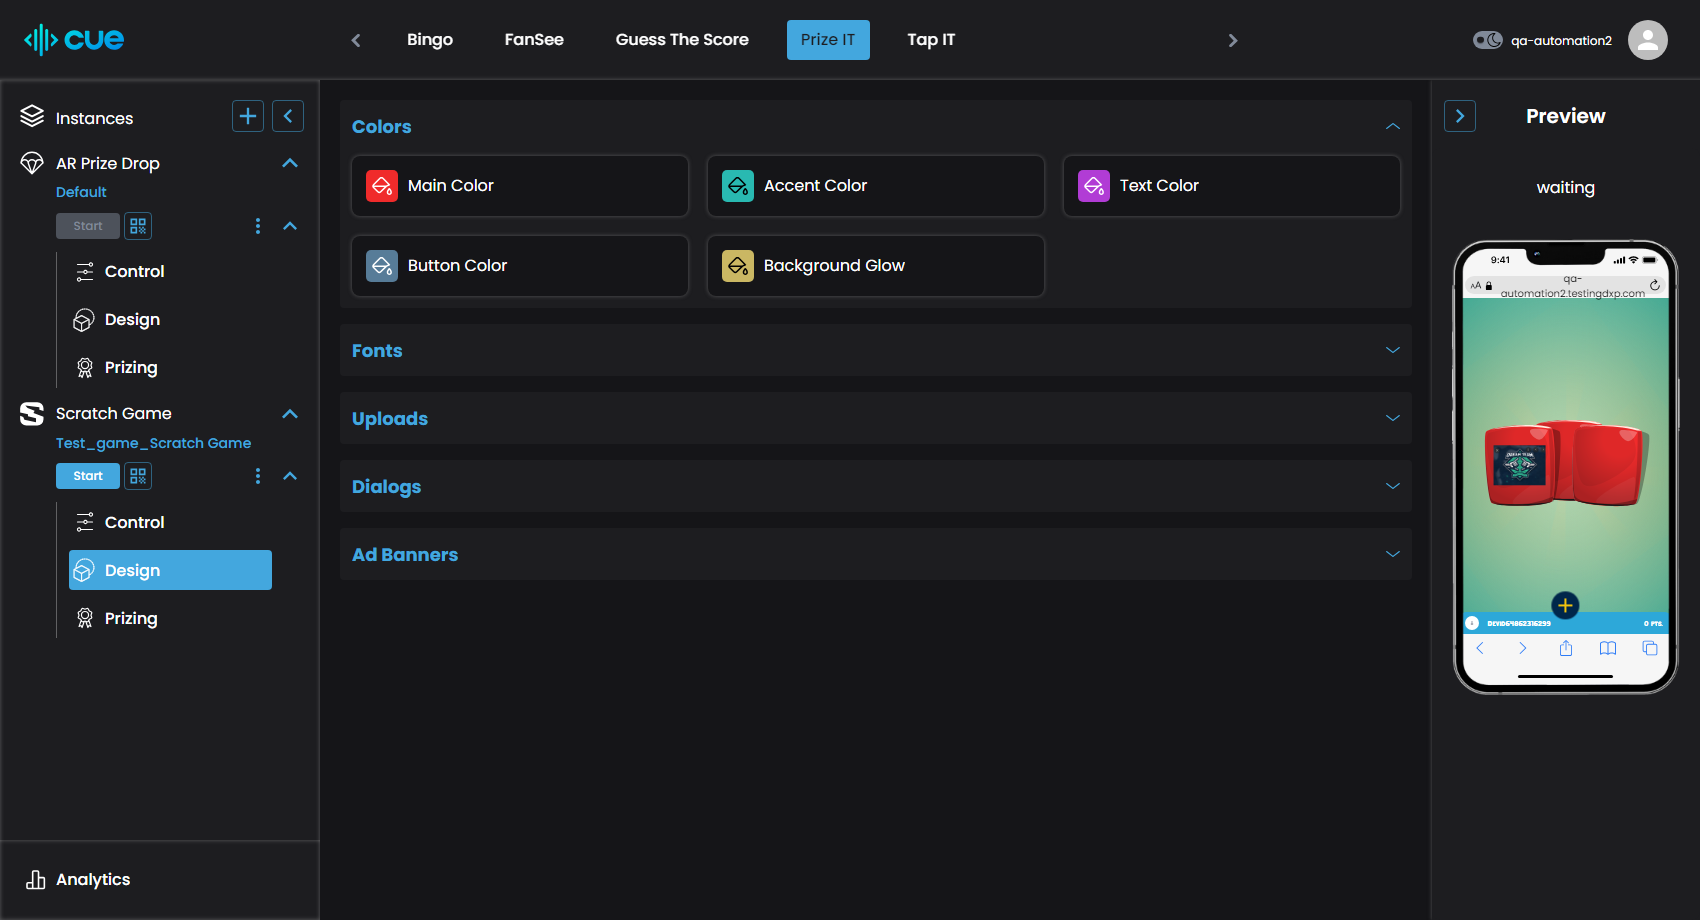 cue
Bingo
FanSee
Guess The Score
Prize IT
Tap IT
qa-automation2
Instances
AR Prize Drop
Default
Start
Control
Design
Prizing
Scratch Game
Test_game_Scratch Game
Start
Control
Design
Prizing
Analytics
Colors
Main Color
Accent Color
Text Color
Button Color
Background Glow
Fonts
Uploads
Dialogs
Ad Banners
Preview
waiting
9:41
AA
qa-
automation2.testingdxp.com
0 PTS.